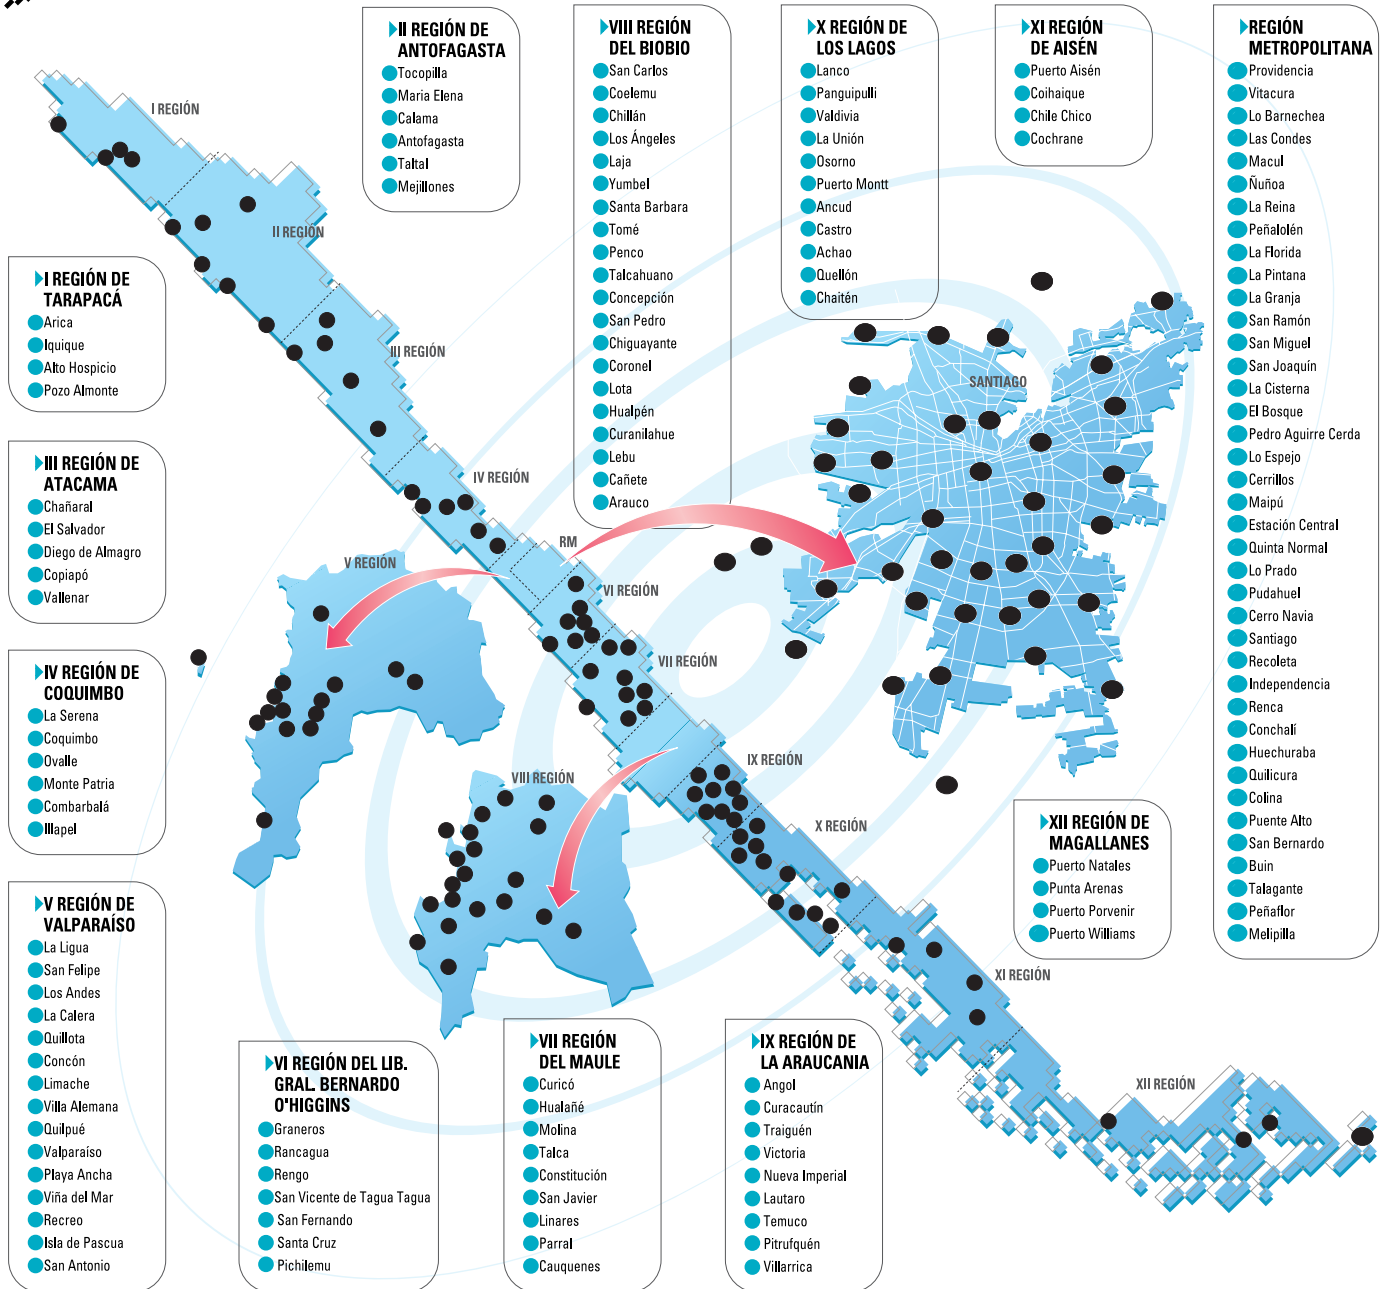 II REGIÓN DE
ANTOFAGASTA
Tocopilla
Maria Elena
Calama
Antofagasta
Taltal
Mejillones
VIII REGIÓN
DEL BIOBIO
San Carlos
Coelemu
Chillán
Los Ángeles
Laja
Yumbel
Santa Barbara
Tomé
Penco
Talcahuano
Concepción
San Pedro
Chiguayante
Coronel
Lota
Hualpén
Curanilahue
Lebu
Cañete
Arauco
X REGIÓN DE
LOS LAGOS
Lanco
Panguipulli
Valdivia
La Unión
Osorno
Puerto Montt
Ancud
Castro
Achao
Quellón
Chaitén
XI REGIÓN
DE AISÉN
Puerto Aisén
Coihaique
Chile Chico
Cochrane
REGIÓN
METROPOLITANA
Providencia
Vitacura
Lo Barnechea
Las Condes
Macul
Ñuñoa
La Reina
Peñalolén
La Florida
La Pintana
La Granja
San Ramón
San Miguel
San Joaquín
La Cisterna
El Bosque
Pedro Aguirre Cerda
Lo Espejo
Cerrillos
Maipú
Estación Central
Quinta Normal
Lo Prado
Pudahuel
Cerro Navia
Santiago
Recoleta
Independencia
Renca
Conchalí
Huechuraba
Quilicura
Colina
Puente Alto
San Bernardo
Buin
Talagante
Peñaflor
Melipilla
I REGIÓN
II REGIÓN
III REGIÓN
IV REGIÓN
RM
V REGIÓN
VI REGIÓN
VII REGIÓN
VIII REGIÓN
IX REGIÓN
X REGIÓN
XI REGIÓN
XII REGIÓN
SANTIAGO
I REGIÓN DE
TARAPACÁ
Arica
Iquique
Alto Hospicio
Pozo Almonte
III REGIÓN DE
ATACAMA
Chañaral
El Salvador
Diego de Almagro
Copiapó
Vallenar
IV REGIÓN DE
COQUIMBO
La Serena
Coquimbo
Ovalle
Monte Patria
Combarbalá
Illapel
V REGIÓN DE
VALPARAÍSO
La Ligua
San Felipe
Los Andes
La Calera
Quillota
Concón
Limache
Villa Alemana
Quilpué
Valparaíso
Playa Ancha
Viña del Mar
Recreo
Isla de Pascua
San Antonio
VI REGIÓN DEL LIB.
GRAL. BERNARDO
O'HIGGINS
Graneros
Rancagua
Rengo
San Vicente de Tagua Tagua
San Fernando
Santa Cruz
Pichilemu
VII REGIÓN
DEL MAULE
Curicó
Hualañé
Molina
Talca
Constitución
San Javier
Linares
Parral
Cauquenes
IX REGIÓN DE
LA ARAUCANIA
Angol
Curacautín
Traiguén
Victoria
Nueva Imperial
Lautaro
Temuco
Pitrufquén
Villarrica
XII REGIÓN DE
MAGALLANES
Puerto Natales
Punta Arenas
Puerto Porvenir
Puerto Williams